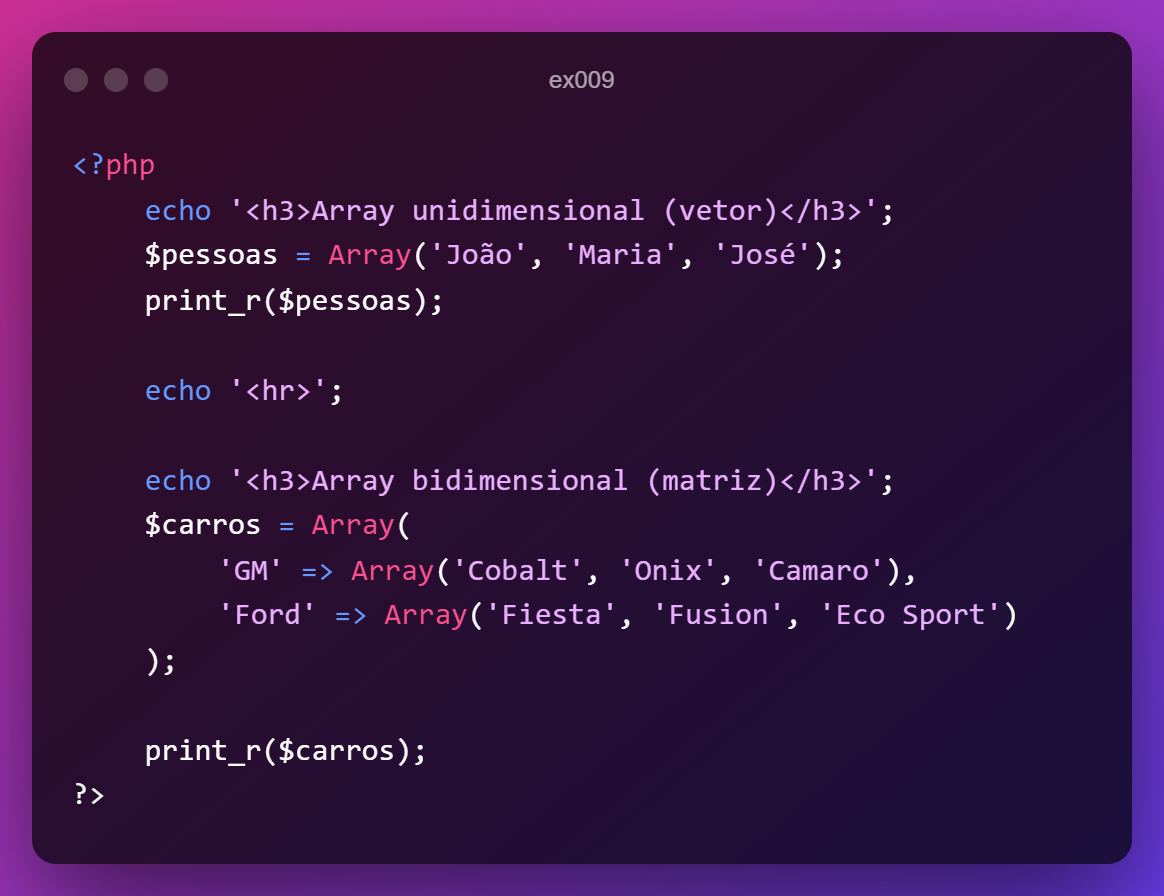 ex009
<?php
echo '<h3>Array unidimensional (vetor)</h3>';
$pessoas = Array('João', 'Maria', 'José');
print_r($pessoas);
echo '<hr>';
echo '<h3>Array bidimensional (matriz)</h3>';
$carros = Array(
'GM' => Array('Cobalt', 'Onix', 'Camaro'),
'Ford' => Array('Fiesta', 'Fusion', 'Eco Sport')
);
print_r($carros);
?>